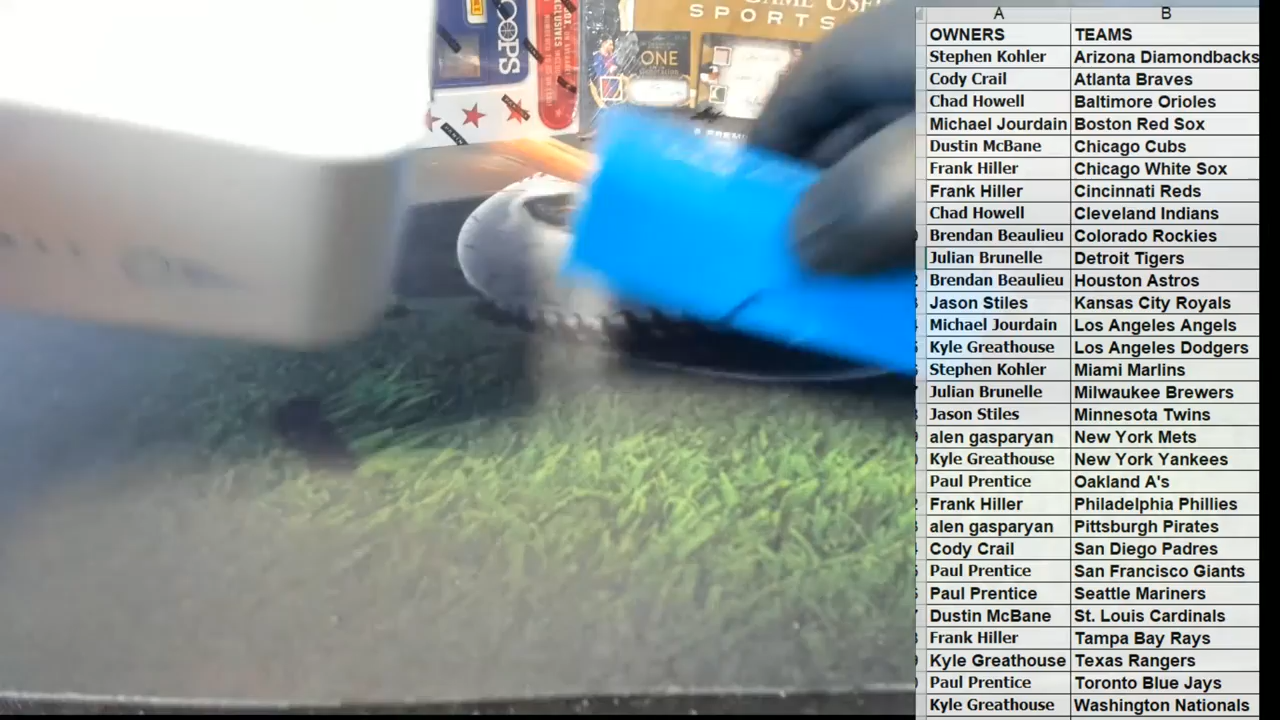 OOPS
GAME USE
SPORTS
ONE
PANINI
A B
OWNERS TEAMS
Stephen Kohler Arizona Diamondbacks
Cody Crail Atlanta Braves
Chad Howell Baltimore Orioles
Michael Jourdain Boston Red Sox
Dustin McBane Chicago Cubs
Frank Hiller Chicago White Sox
Frank Hiller Cincinnati Reds
Chad Howell Cleveland Indians
Brendan Beaulieu Colorado Rockies
Julian Brunelle Detroit Tigers
Brendan Beaulieu Houston Astros
Jason Stiles Kansas City Royals
Michael Jourdain Los Angeles Angels
Kyle Greathouse Los Angeles Dodgers
Stephen Kohler Miami Marlins
Julian Brunelle Milwaukee Brewers
Jason Stiles Minnesota Twins
alen gasparyan New York Mets
Kyle Greathouse New York Yankees
Paul Prentice Oakland A's
Frank Hiller Philadelphia Phillies
alen gasparyan Pittsburgh Pirates
Cody Crail San Diego Padres
Paul Prentice San Francisco Giants
Paul Prentice Seattle Mariners
Dustin McBane St. Louis Cardinals
Frank Hiller Tampa Bay Rays
Kyle Greathouse Texas Rangers
Paul Prentice Toronto Blue Jays
Kyle Greathouse Washington Nationals